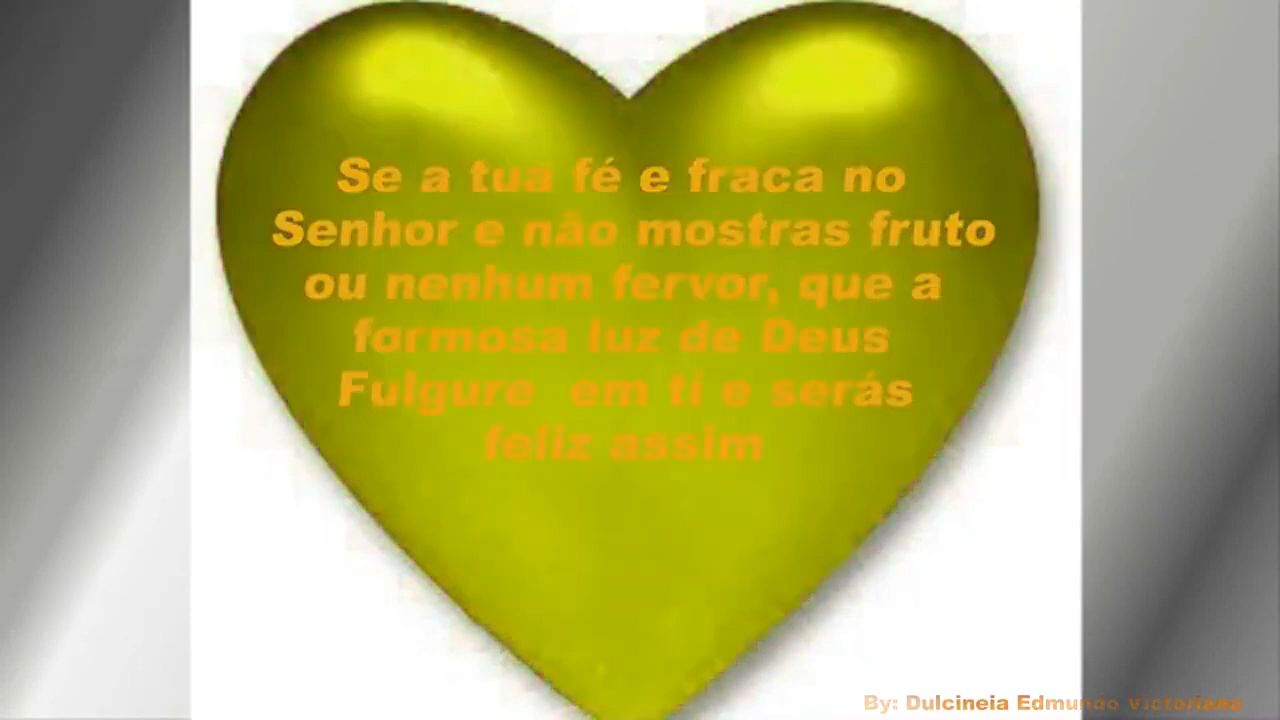 Se a tua fé e fraca no
Senhor e não mostras fruto
ou nenhum fervor, que a
formosa luz de Deus
Fulgure em tí e serás
feliz assim
By: Dulcineia Edmundo Victoriano